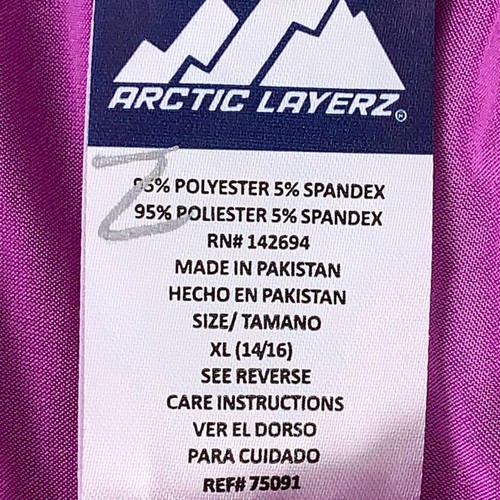 ARCTIC LAYERZ®
95% POLYESTER 5% SPANDEX
95% POLIESTER 5% SPANDEX
RN# 142694
MADE IN PAKISTAN
HECHO EN PAKISTAN
SIZE/ TAMANO
XL (14/16)
SEE REVERSE
CARE INSTRUCTIONS
VER EL DORSO
PARA CUIDADO
REF# 75091